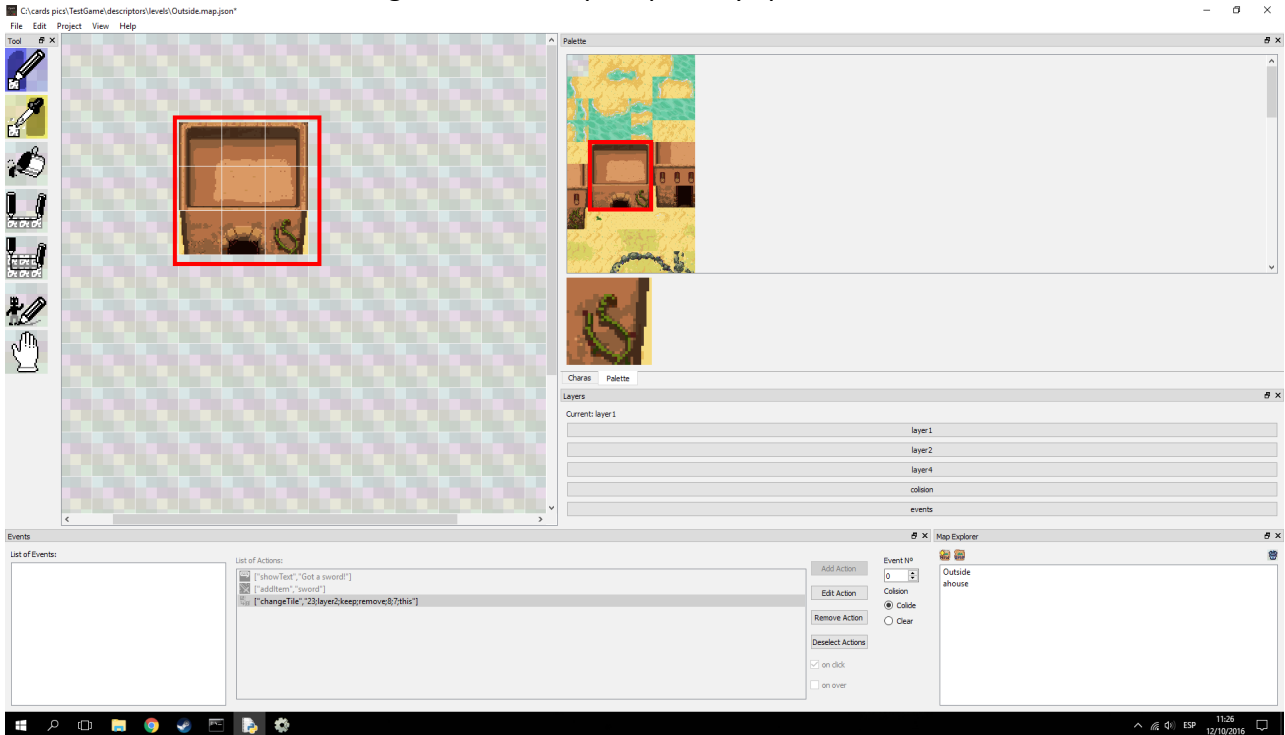 C:\cards pics\TestGame\descriptors\levels\Outside.map.json*
File Edit Project View Help
Tool
Palette
Charas Palette
Layers
Current: layer1
layer1
layer2
layer4
colision
events
Events
List of Events:
List of Actions:
["showText","Got a sword!"]
["addItem","sword"]
["changeTile","23;layer2;keep;remove;8;7;this"]
Add Action
Edit Action
Remove Action
Deselect Actions
on click
on over
Event Nº
0
Colision
Colide
Clear
Map Explorer
Outside
ahouse
ESP
11:26
12/10/2016